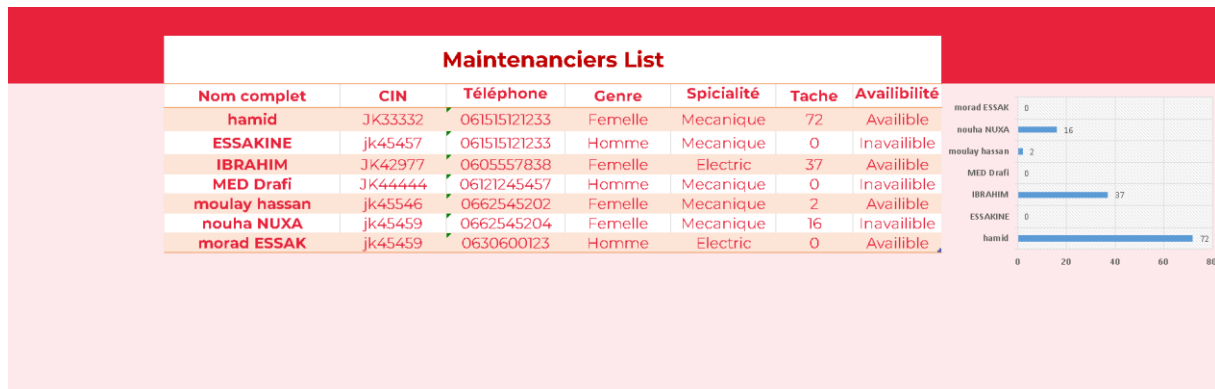 Maintenanciers List
Nom complet CIN Téléphone Genre Spicialité Tache Availibilité
hamid JK33332 061515121233 Femelle Mecanique 72 Availible
ESSAKINE jk45457 061515121233 Homme Mecanique 0 Inavailible
IBRAHIM JK42977 0605557838 Femelle Electric 37 Availible
MED Drafi JK44444 06121245457 Homme Mecanique 0 Inavailible
moulay hassan jk45546 0662545202 Femelle Mecanique 2 Availible
nouha NUXA jk45459 0662545204 Femelle Mecanique 16 Inavailible
morad ESSAK jk45459 0630600123 Homme Electric 0 Availible
morad ESSAK 0
nouha NUXA 16
moulay hassan 2
MED Drafi 0
IBRAHIM 37
ESSAKINE 0
hamid 72
0 20 40 60 80